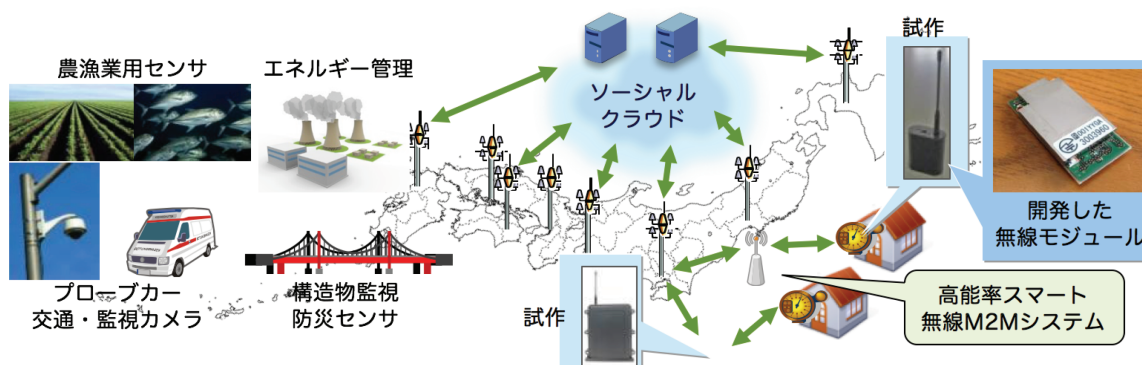 農漁業用センサ
エネルギー管理
プローブカー
交通・監視カメラ
構造物監視
防災センサ
ソーシャル
クラウド
試作
001YYGA
3003960
開発した
無線モジュール
試作
高能率スマート
無線M2Mシステム